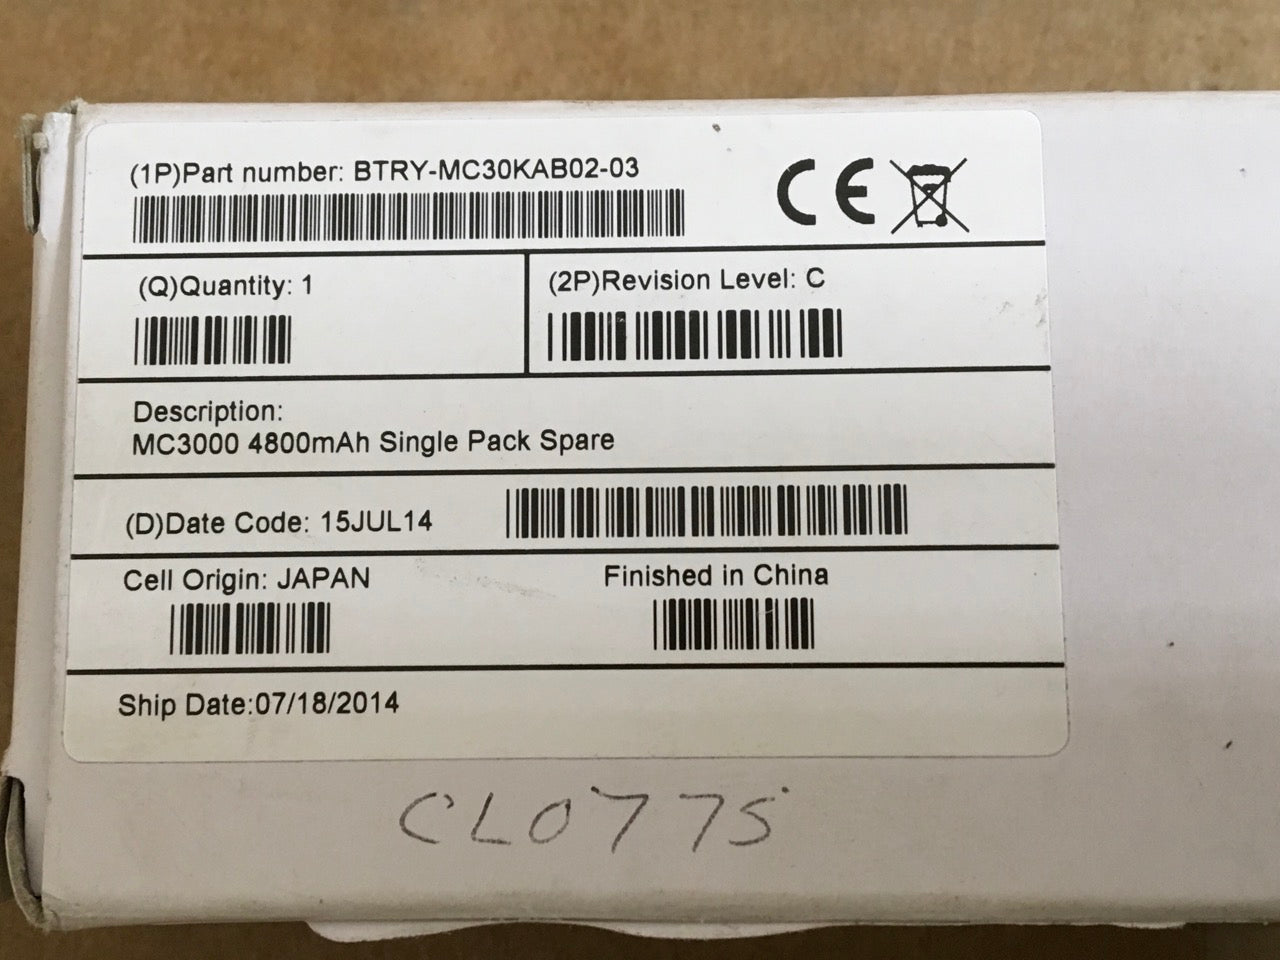 (1P)Part number: BTRY-MC30KAB02-03
CE
(Q)Quantity: 1
(2P)Revision Level: C
Description:
MC3000 4800mAh Single Pack Spare
(D)Date Code: 15JUL14
Cell Origin: JAPAN
Finished in China
Ship Date:07/18/2014
CL0775